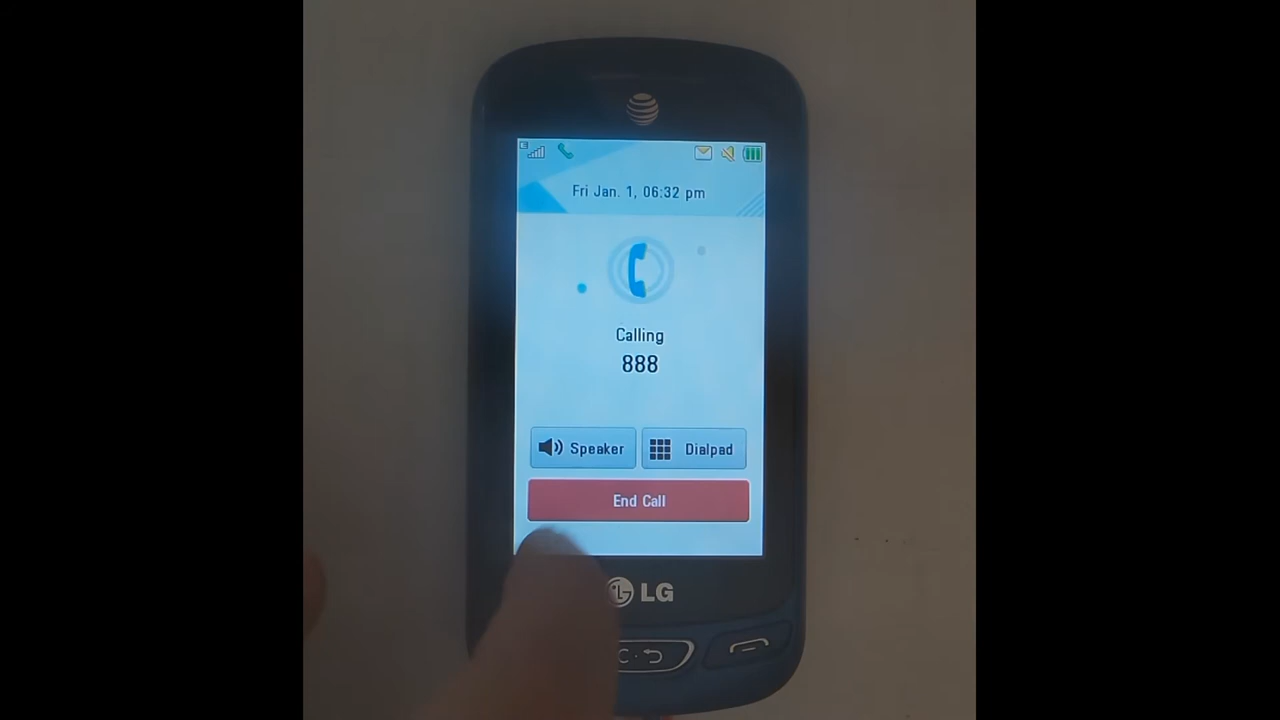 E
Fri Jan. 1, 06:32 pm
Calling
888
Speaker
Dialpad
End Call
LG
C